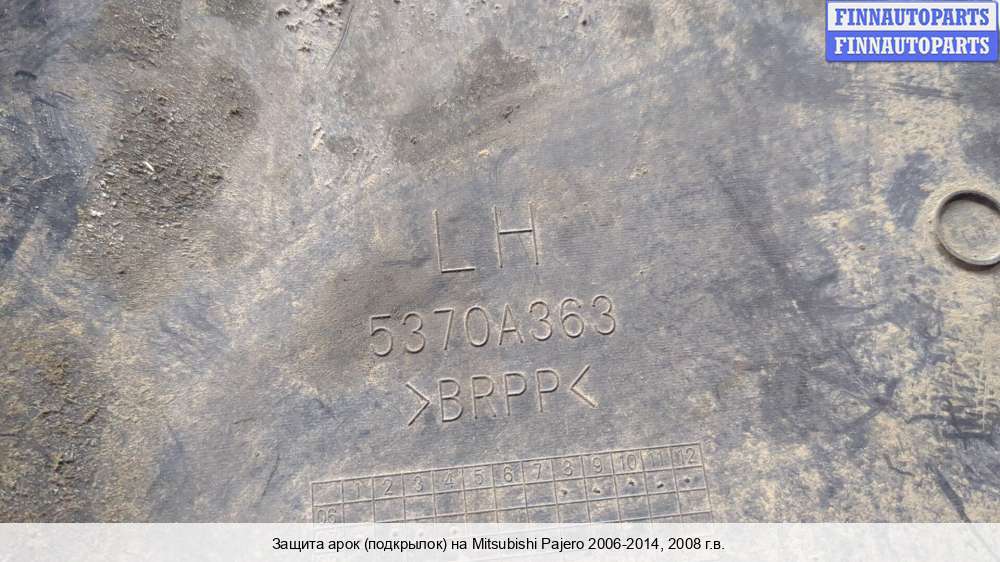 FINNAUTOPARTS
FINNAUTOPARTS
LH
5370A363
>BRPP<
1 2 3 4 5 6 7 8 9 10 11 12
06
Защита арок (подкрылок) на Mitsubishi Pajero 2006-2014, 2008 г.в.